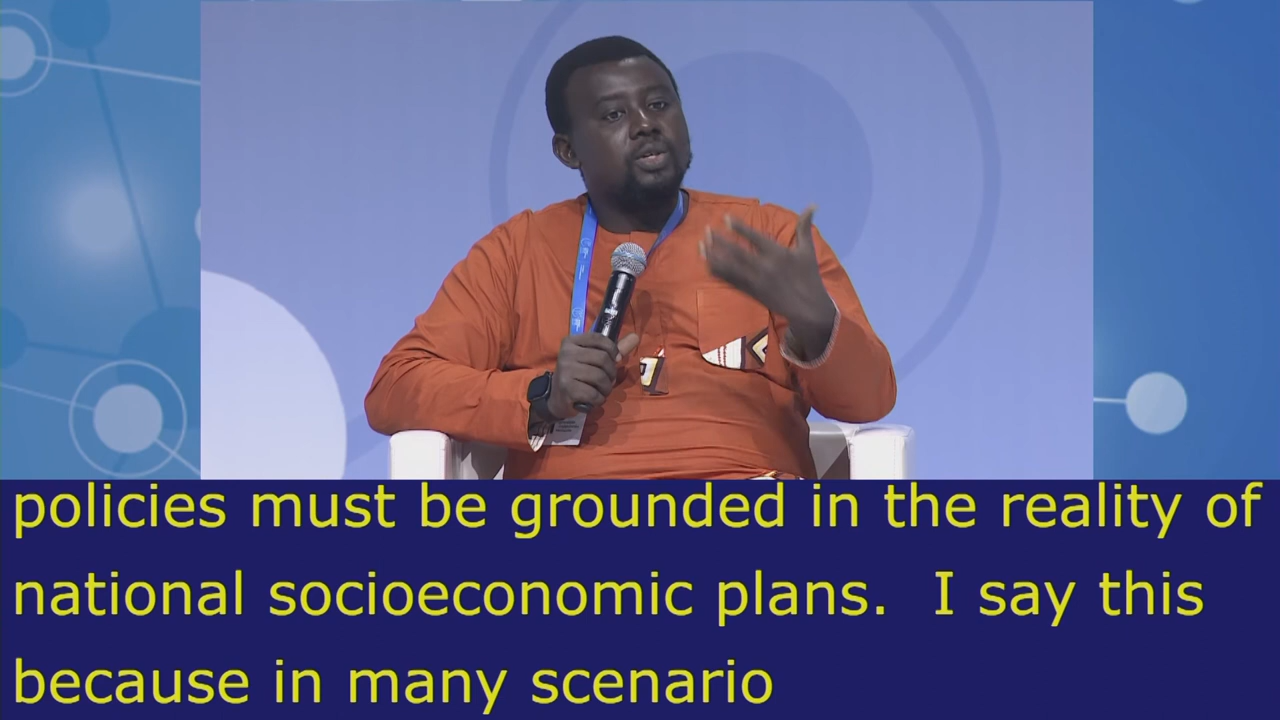 policies must be grounded in the reality of
national socioeconomic plans.  I say this
because in many scenario